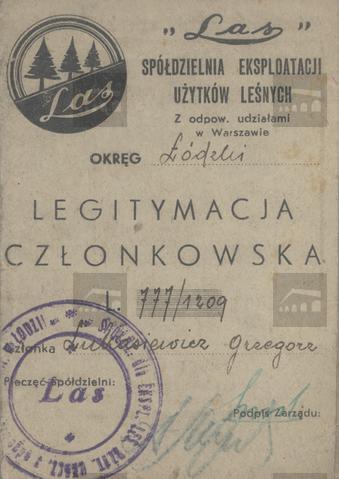 „Las”
SPÓŁDZIELNIA EKSPLOATACJI
UŻYTKÓW LEŚNYCH
Z odpow. udziałami
w Warszawie
Las
OKRĘG Łódzki
LEGITYMACJA
CZŁONKOWSKA
L. 777/1209
Członka Łukasiewicz Grzegorz
Pieczęć Spółdzielni:
Las
Podpis Zarządu: